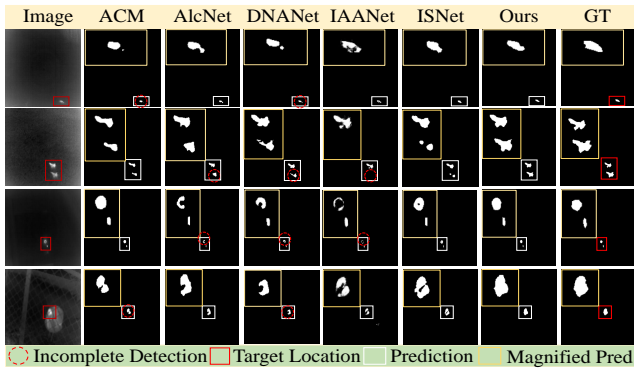 Image ACM AlcNet DNANet IAANet ISNet Ours GT
Incomplete Detection Target Location Prediction Magnified Pred